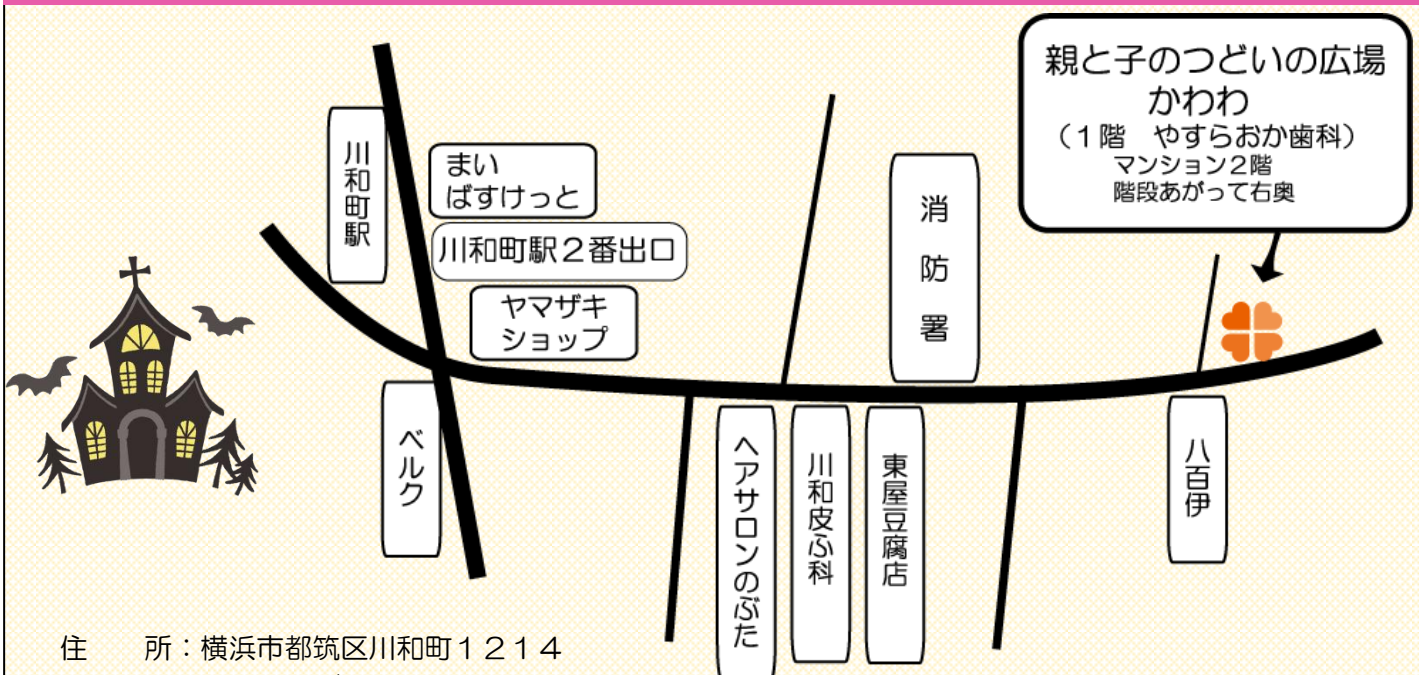 親と子のつどいの広場
かわわ
（１階　やすらおか歯科）
マンション２階
階段あがって右奥
川和町駅
まい
ばすけっと
川和町駅２番出口
ヤマザキ
ショップ
消防署
ベルク
ヘアサロンのぶた
川和皮ふ科
東屋豆腐店
八百伊
住　　所：横浜市都筑区川和町１２１４